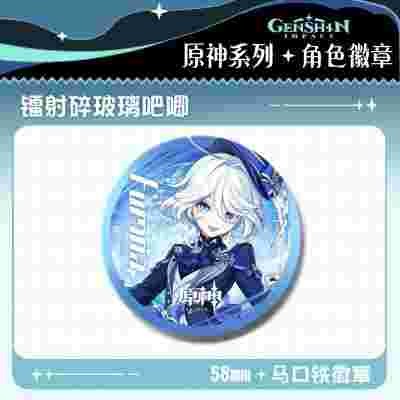 GENSHIN
IMPACT
原神系列 + 角色徽章
镭射碎玻璃吧唧
Furina
原神
58mm + 马口铁徽章